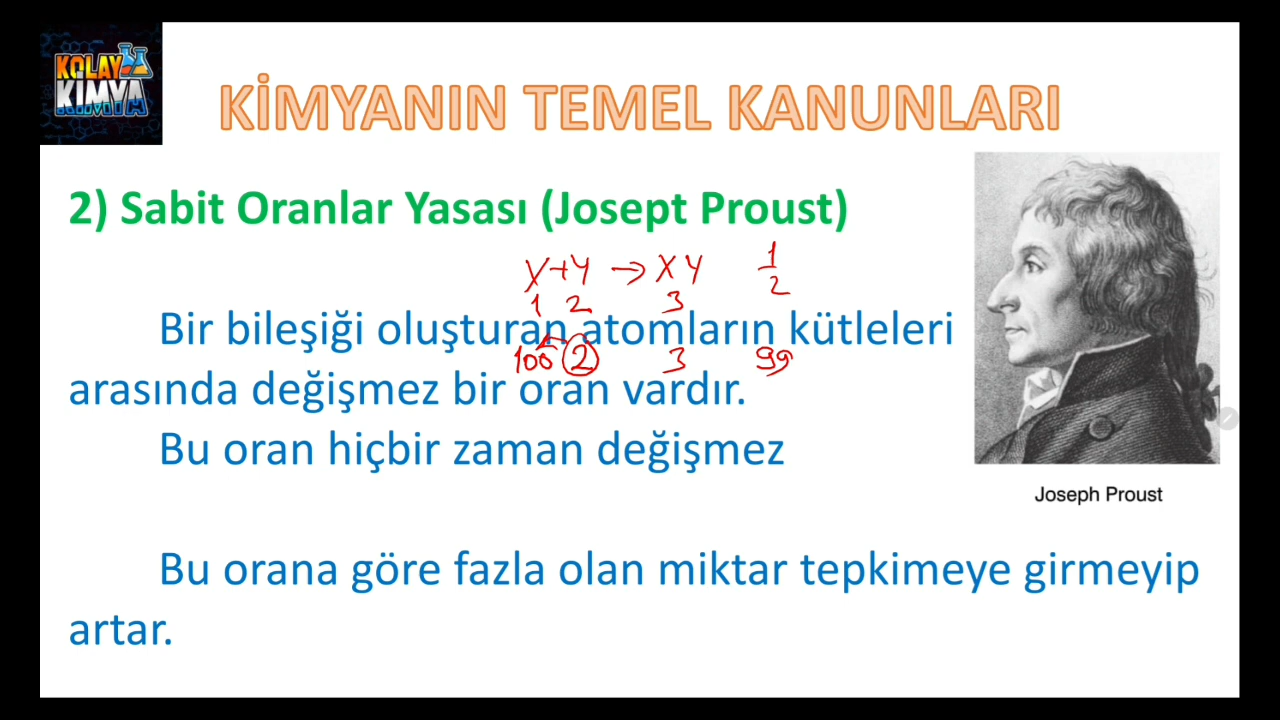 KOLAY
KİMYA
KİMYANIN TEMEL KANUNLARI
2) Sabit Oranlar Yasası (Josept Proust)
X+Y → XY 1/2
1 2 3
Bir bileşiği oluşturan atomların kütleleri
100 2 3 99
arasında değişmez bir oran vardır.
Bu oran hiçbir zaman değişmez
Joseph Proust
Bu orana göre fazla olan miktar tepkimeye girmeyip
artar.